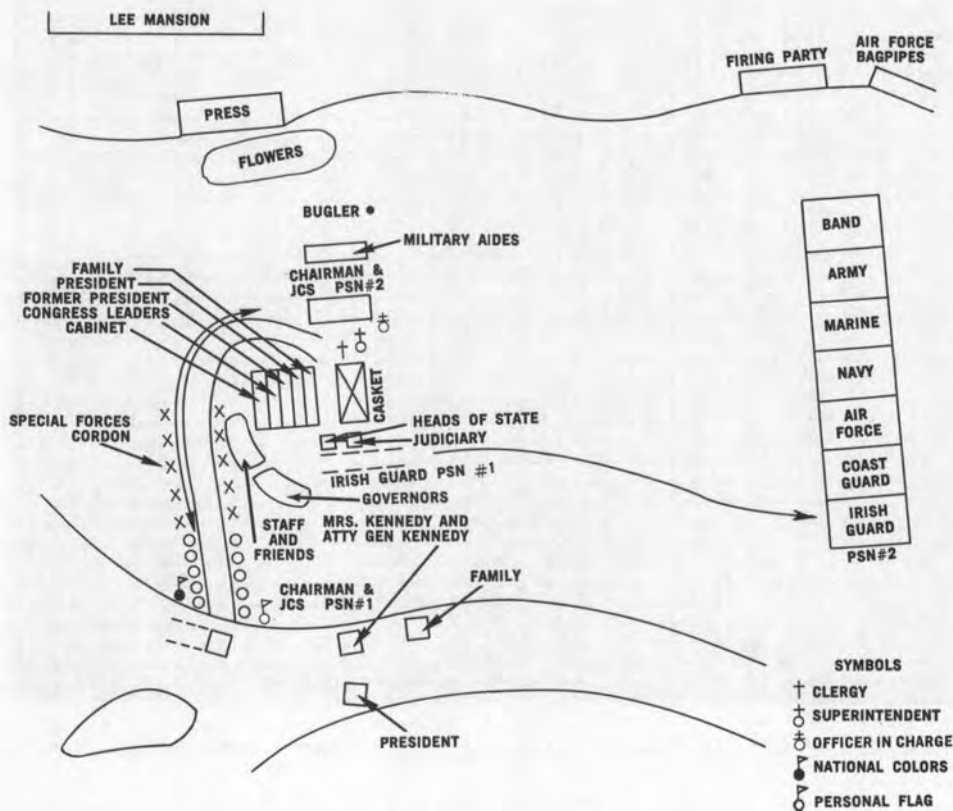 LEE MANSION
FIRING PARTY
AIR FORCE
BAGPIPES
PRESS
FLOWERS
BUGLER
MILITARY AIDES
CHAIRMAN &
JCS PSN#2
FAMILY
PRESIDENT
FORMER PRESIDENT
CONGRESS LEADERS
CABINET
CASKET
BAND
ARMY
MARINE
NAVY
AIR
FORCE
COAST
GUARD
IRISH
GUARD
PSN#2
SPECIAL FORCES
CORDON
HEADS OF STATE
JUDICIARY
IRISH GUARD PSN #1
GOVERNORS
STAFF
AND
FRIENDS
MRS. KENNEDY AND
ATTY GEN KENNEDY
CHAIRMAN &
JCS PSN#1
FAMILY
PRESIDENT
SYMBOLS
CLERGY
SUPERINTENDENT
OFFICER IN CHARGE
NATIONAL COLORS
PERSONAL FLAG